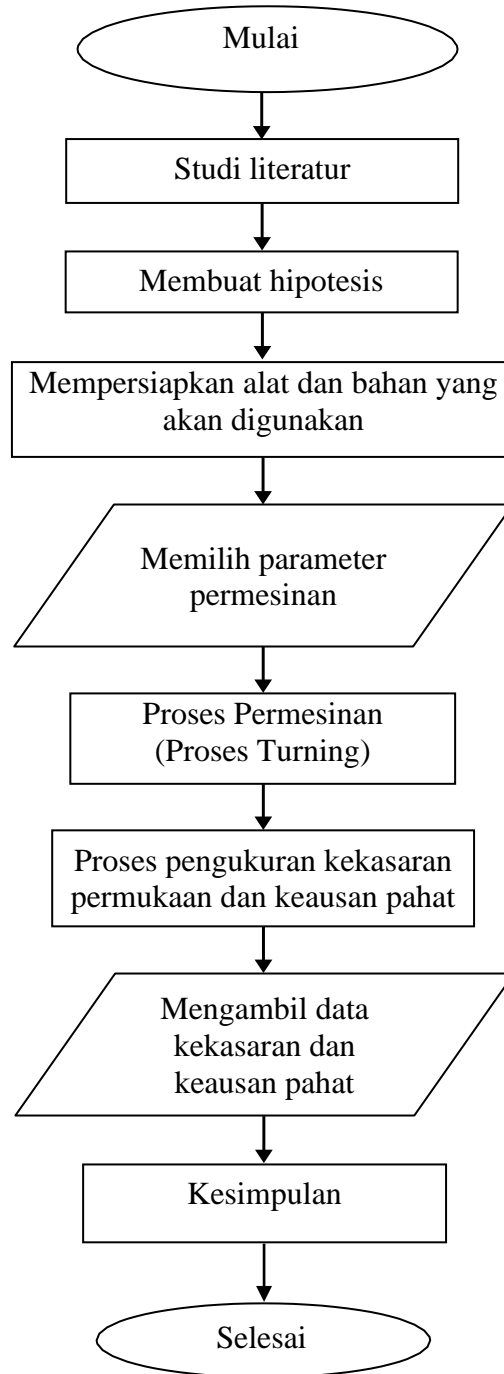 Mulai
Studi literatur
Membuat hipotesis
Mempersiapkan alat dan bahan yang
akan digunakan
Memilih parameter
permesinan
Proses Permesinan
(Proses Turning)
Proses pengukuran kekasaran
permukaan dan keausan pahat
Mengambil data
kekasaran dan
keausan pahat
Kesimpulan
Selesai